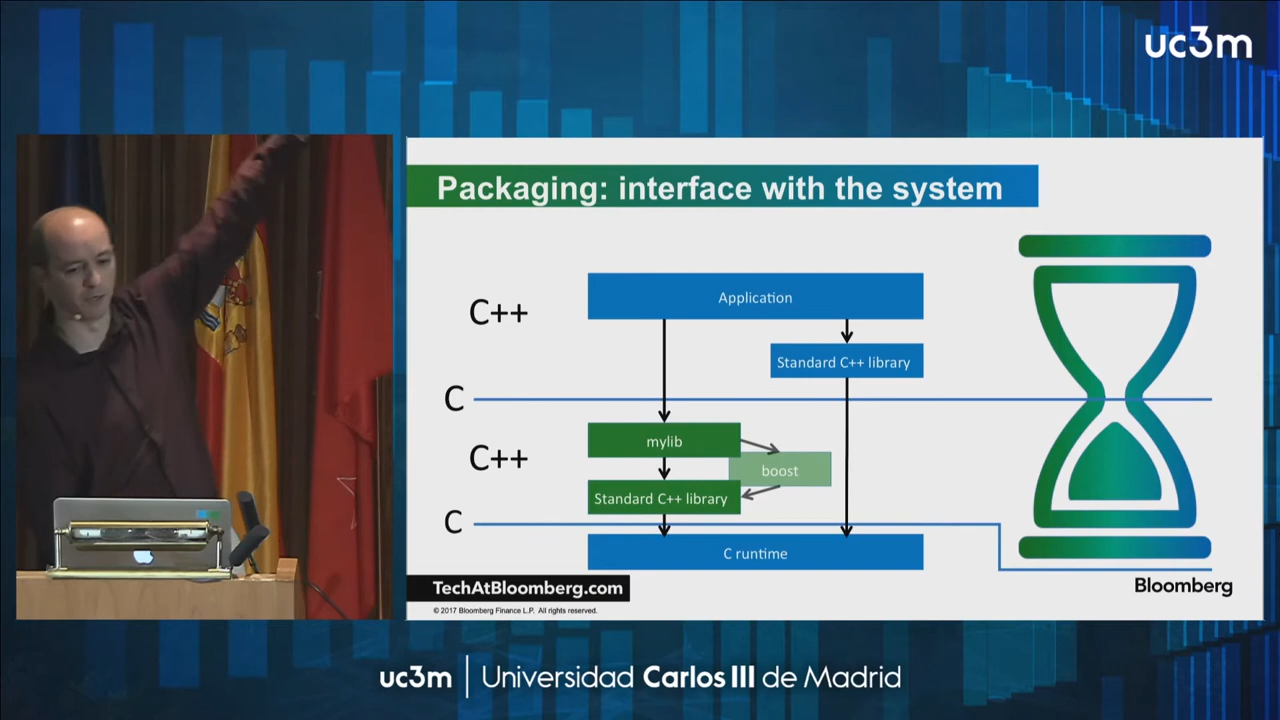 uc3m
Packaging: interface with the system
C++
Application
Standard C++ library
C
mylib
C++
boost
Standard C++ library
C
C runtime
TechAtBloomberg.com
Bloomberg
© 2017 Bloomberg Finance L.P. All rights reserved.
uc3m | Universidad Carlos III de Madrid